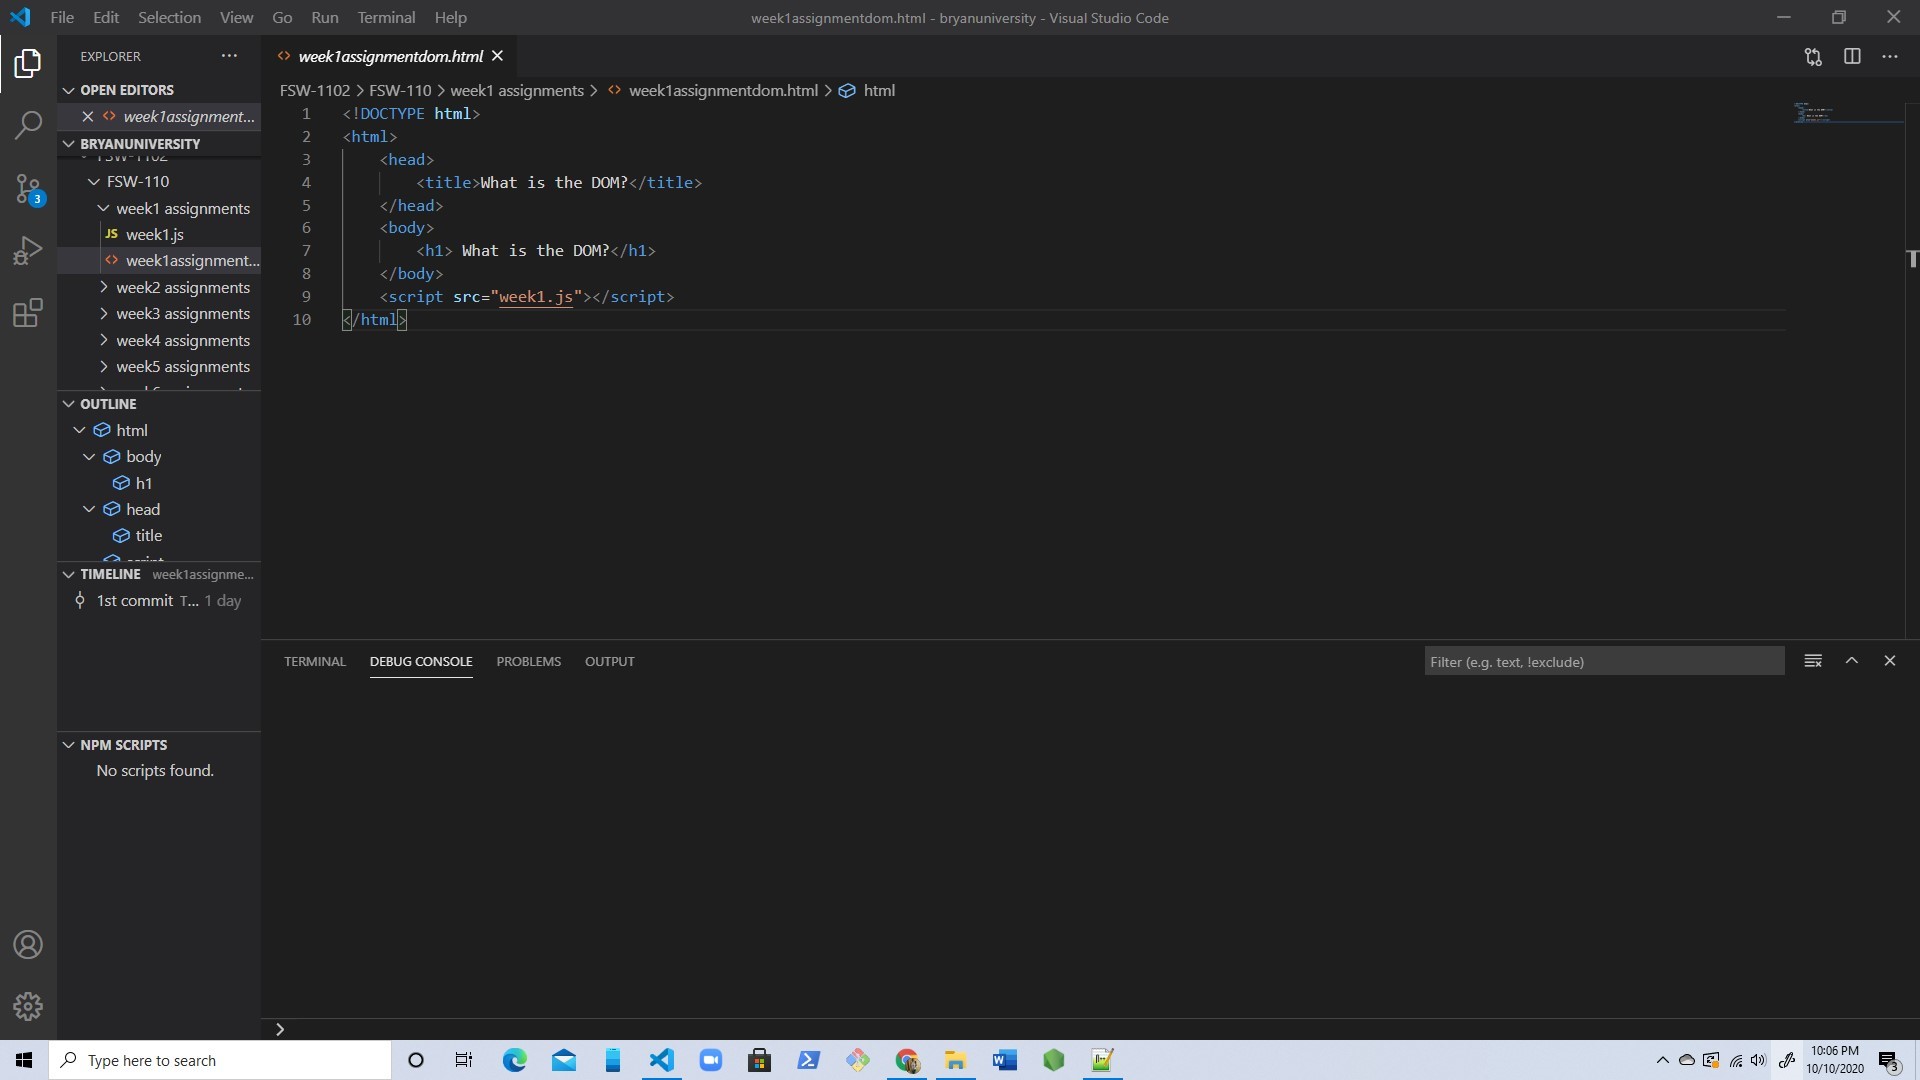 File Edit Selection View Go Run Terminal Help
week1assignmentdom.html - bryanuniversity - Visual Studio Code
EXPLORER
OPEN EDITORS
week1assignment...
BRYANUNIVERSITY
FSW-1102
FSW-110
week1 assignments
JS week1.js
week1assignment...
week2 assignments
week3 assignments
week4 assignments
week5 assignments
OUTLINE
html
body
h1
head
title
script
TIMELINE week1assignme...
1st commit T... 1 day
NPM SCRIPTS
No scripts found.
3
week1assignmentdom.html
FSW-1102 > FSW-110 > week1 assignments > week1assignmentdom.html > html
1 <!DOCTYPE html>
2 <html>
3 <head>
4 <title>What is the DOM?</title>
5 </head>
6 <body>
7 <h1> What is the DOM?</h1>
8 </body>
9 <script src="week1.js"></script>
10 </html>
TERMINAL DEBUG CONSOLE PROBLEMS OUTPUT
Filter (e.g. text, !exclude)
Type here to search
10:06 PM
10/10/2020
3